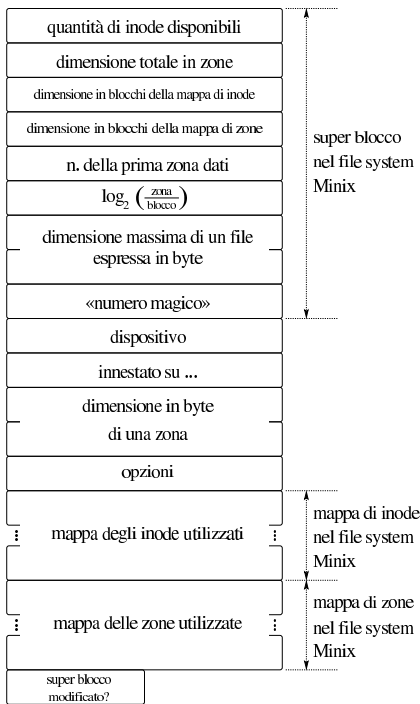 quantità di inode disponibili
dimensione totale in zone
dimensione in blocchi della mappa di inode
dimensione in blocchi della mappa di zone
n. della prima zona dati
log₂ (zona/blocco)
dimensione massima di un file
espressa in byte
«numero magico»
super blocco
nel file system
Minix
dispositivo
innestato su ...
dimensione in byte
di una zona
opzioni
mappa degli inode utilizzati
mappa di inode
nel file system
Minix
mappa delle zone utilizzate
mappa di zone
nel file system
Minix
super blocco
modificato?